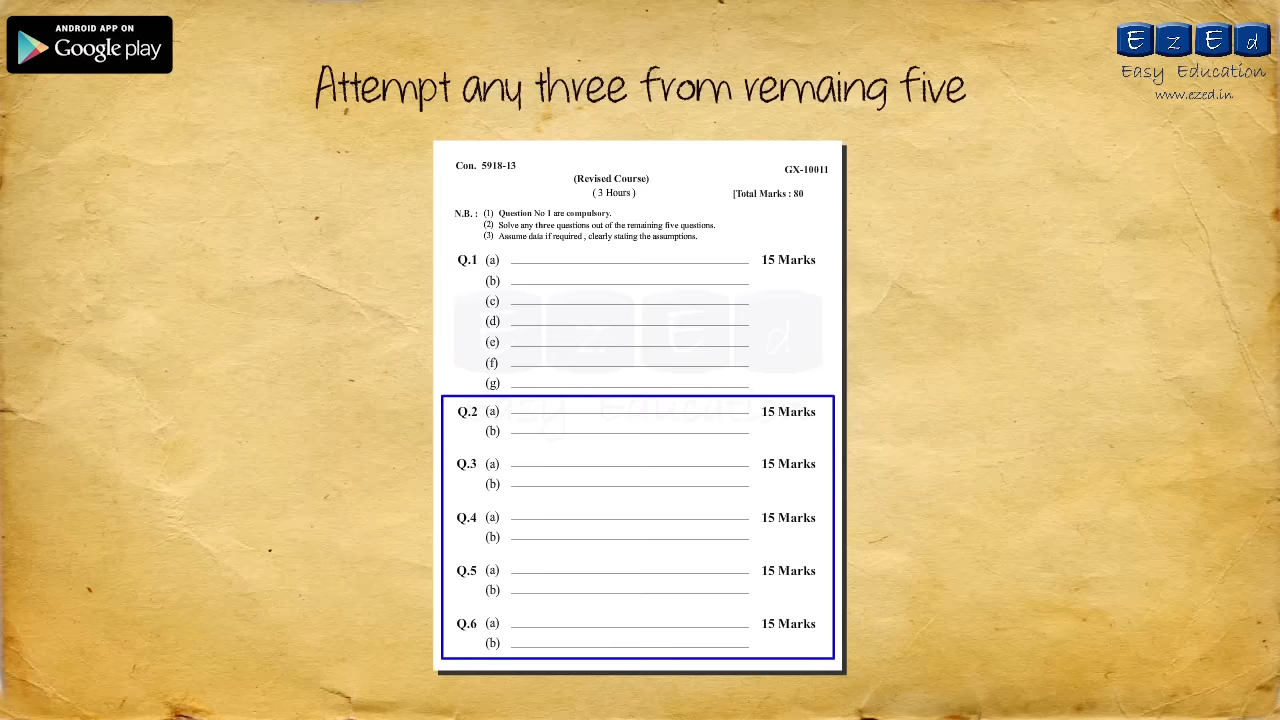 ANDROID APP ON
Google play
E z E d
Easy Education
www.ezed.in
Attempt any three from remaing five
Con. 5918-13
GX-10011
(Revised Course)
( 3 Hours )
[Total Marks : 80
N.B. : (1) Question No 1 are compulsory.
(2) Solve any three questions out of the remaining five questions.
(3) Assume data if required , clearly stating the assumptions.
Q.1 (a) 15 Marks
(b)
(c)
(d)
(e)
(f)
(g)
Q.2 (a) 15 Marks
(b)
Q.3 (a) 15 Marks
(b)
Q.4 (a) 15 Marks
(b)
Q.5 (a) 15 Marks
(b)
Q.6 (a) 15 Marks
(b)
E z E d
Easy Education